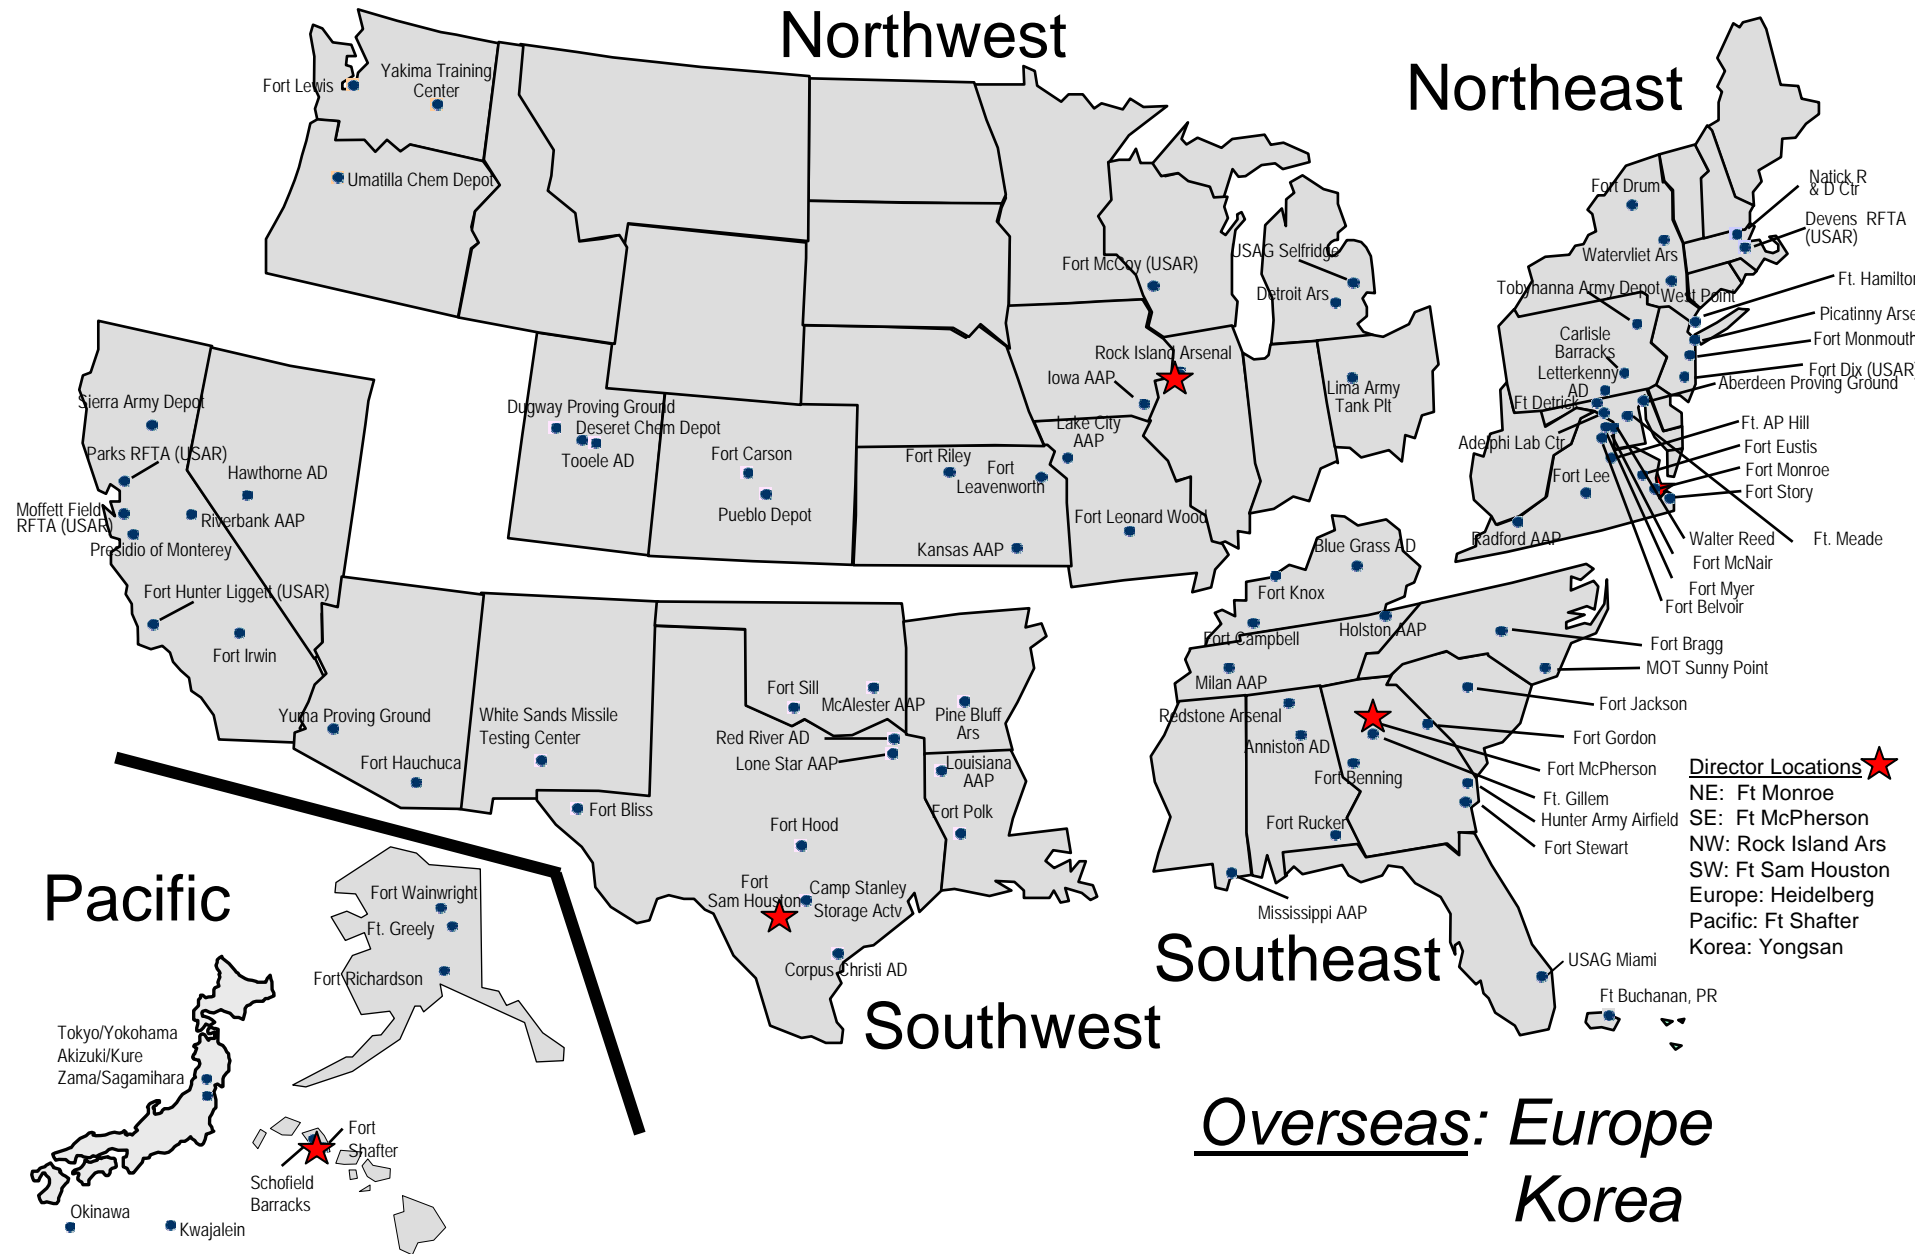 Northwest
Northeast
Fort Lewis
Yakima Training
Center
Umatilla Chem Depot
Fort McCoy (USAR)
USAG Selfridge
Detroit Ars
Rock Island Arsenal
Iowa AAP
Lima Army
Tank Plt
Lake City
AAP
Dugway Proving Ground
Deseret Chem Depot
Tooele AD
Fort Carson
Pueblo Depot
Fort Riley
Fort
Leavenworth
Kansas AAP
Fort Leonard Wood
Fort Drum
Watervliet Ars
Tobyhanna Army Depot
West Point
Natick R
& D Ctr
Devens RFTA
(USAR)
Ft. Hamilton
Picatinny Arse
Fort Monmouth
Fort Dix (USAR)
Aberdeen Proving Ground
Carlisle
Barracks
Letterkenny
AD
Ft Detrick
Adelphi Lab Ctr
Fort Lee
Radford AAP
Ft. AP Hill
Fort Eustis
Fort Monroe
Fort Story
Walter Reed
Ft. Meade
Fort McNair
Fort Myer
Fort Belvoir
Sierra Army Depot
Parks RFTA (USAR)
Hawthorne AD
Moffett Field
RFTA (USAR)
Riverbank AAP
Presidio of Monterey
Fort Hunter Liggett (USAR)
Fort Irwin
Yuma Proving Ground
Fort Hauchuca
White Sands Missile
Testing Center
Fort Bliss
Fort Sill
McAlester AAP
Red River AD
Lone Star AAP
Pine Bluff
Ars
Louisiana
AAP
Fort Polk
Fort Hood
Fort
Sam Houston
Camp Stanley
Storage Actv
Corpus Christi AD
Southwest
Blue Grass AD
Fort Knox
Fort Campbell
Holston AAP
Milan AAP
Redstone Arsenal
Anniston AD
Fort Benning
Fort Rucker
Mississippi AAP
Fort Bragg
MOT Sunny Point
Fort Jackson
Fort Gordon
Fort McPherson
Ft. Gillem
Hunter Army Airfield
Fort Stewart
USAG Miami
Ft Buchanan, PR
Southeast
Director Locations
NE: Ft Monroe
SE: Ft McPherson
NW: Rock Island Ars
SW: Ft Sam Houston
Europe: Heidelberg
Pacific: Ft Shafter
Korea: Yongsan
Pacific
Fort Wainwright
Ft. Greely
Fort Richardson
Tokyo/Yokohama
Akizuki/Kure
Zama/Sagamihara
Fort
Shafter
Schofield
Barracks
Okinawa
Kwajalein
Overseas: Europe
Korea